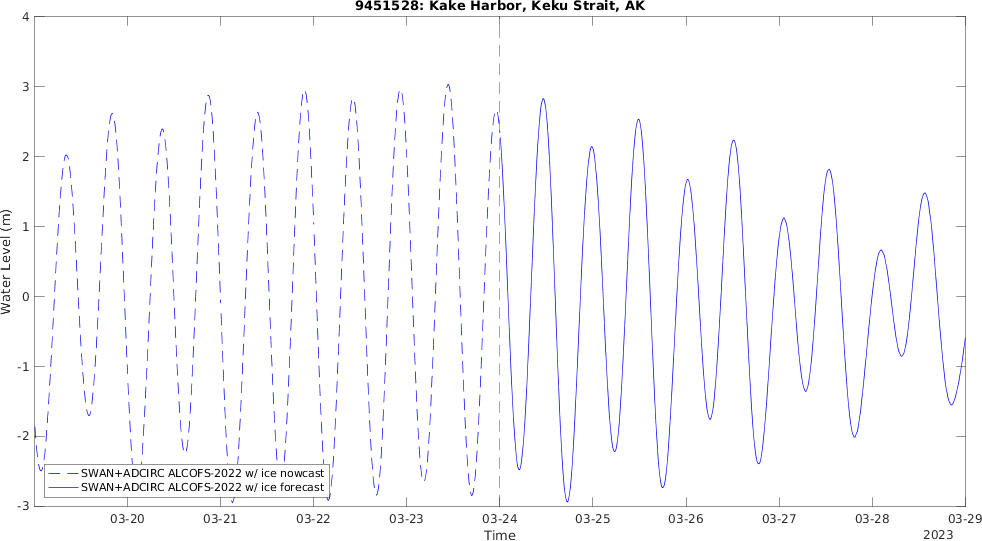 9451528: Kake Harbor, Keku Strait, AK
4
3
2
1
0
-1
-2
-3
Water Level (m)
SWAN+ADCIRC ALCOFS-2022 w/ ice nowcast
SWAN+ADCIRC ALCOFS-2022 w/ ice forecast
03-20 03-21 03-22 03-23 03-24 03-25 03-26 03-27 03-28 03-29
Time
2023